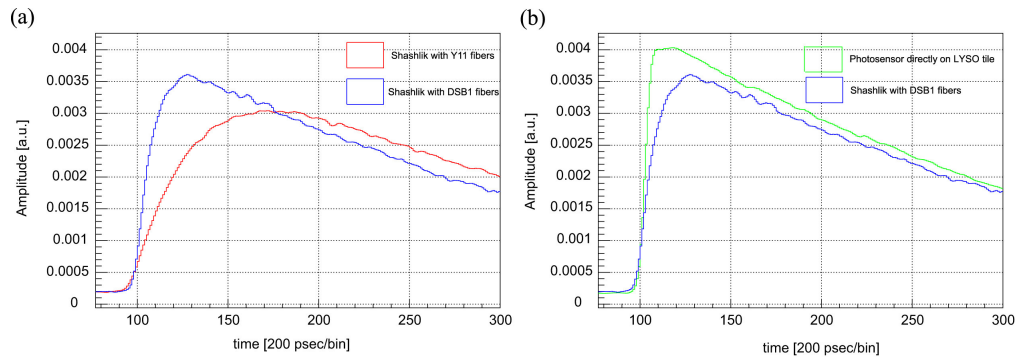 (a)
Amplitude [a.u.]
0.004
0.0035
0.003
0.0025
0.002
0.0015
0.001
0.0005
0
100 150 200 250 300
time [200 psec/bin]
Shashlik with Y11 fibers
Shashlik with DSB1 fibers
(b)
Amplitude [a.u.]
0.004
0.0035
0.003
0.0025
0.002
0.0015
0.001
0.0005
0
100 150 200 250 300
time [200 psec/bin]
Photosensor directly on LYSO tile
Shashlik with DSB1 fibers